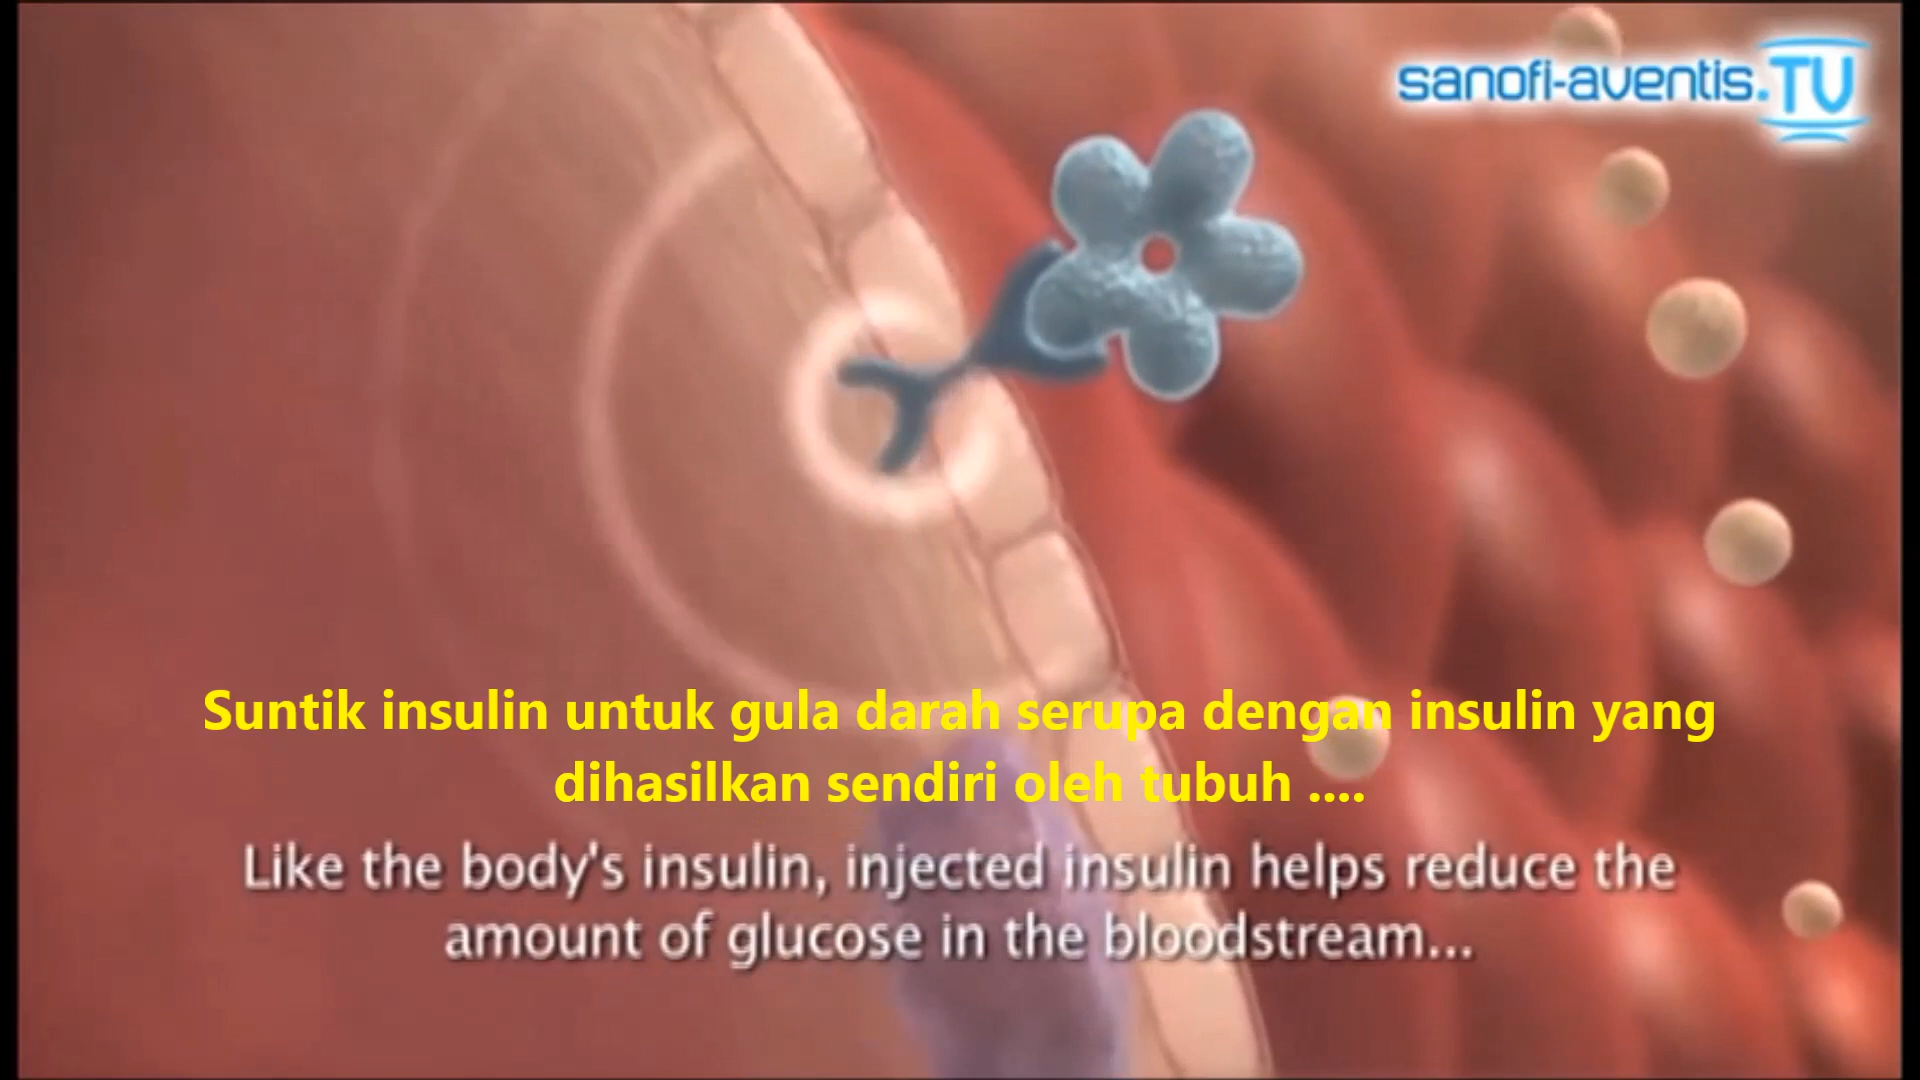 sanofi-aventis.TV
Suntik insulin untuk gula darah serupa dengan insulin yang
dihasilkan sendiri oleh tubuh ....
Like the body's insulin, injected insulin helps reduce the
amount of glucose in the bloodstream...